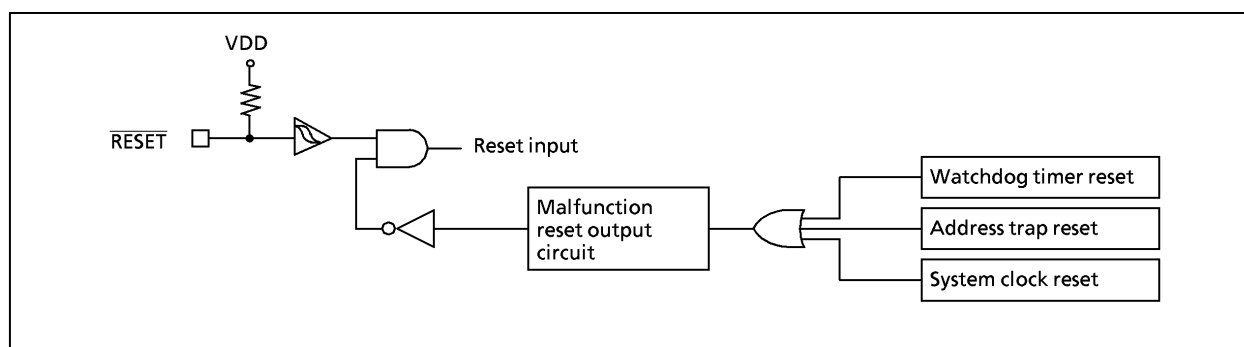 VDD
RESET
Reset input
Malfunction
reset output
circuit
Watchdog timer reset
Address trap reset
System clock reset